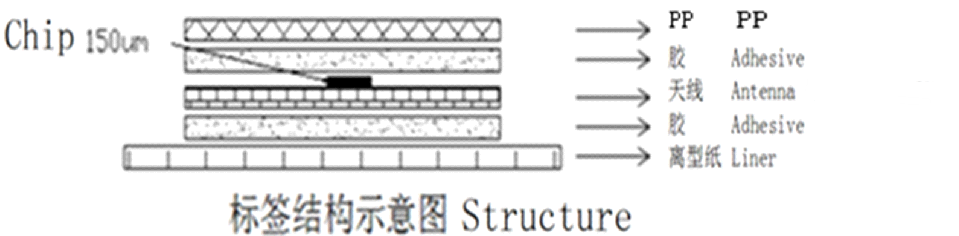 Chip 150um
PP PP
胶 Adhesive
天线 Antenna
胶 Adhesive
离型纸 Liner
标签结构示意图 Structure